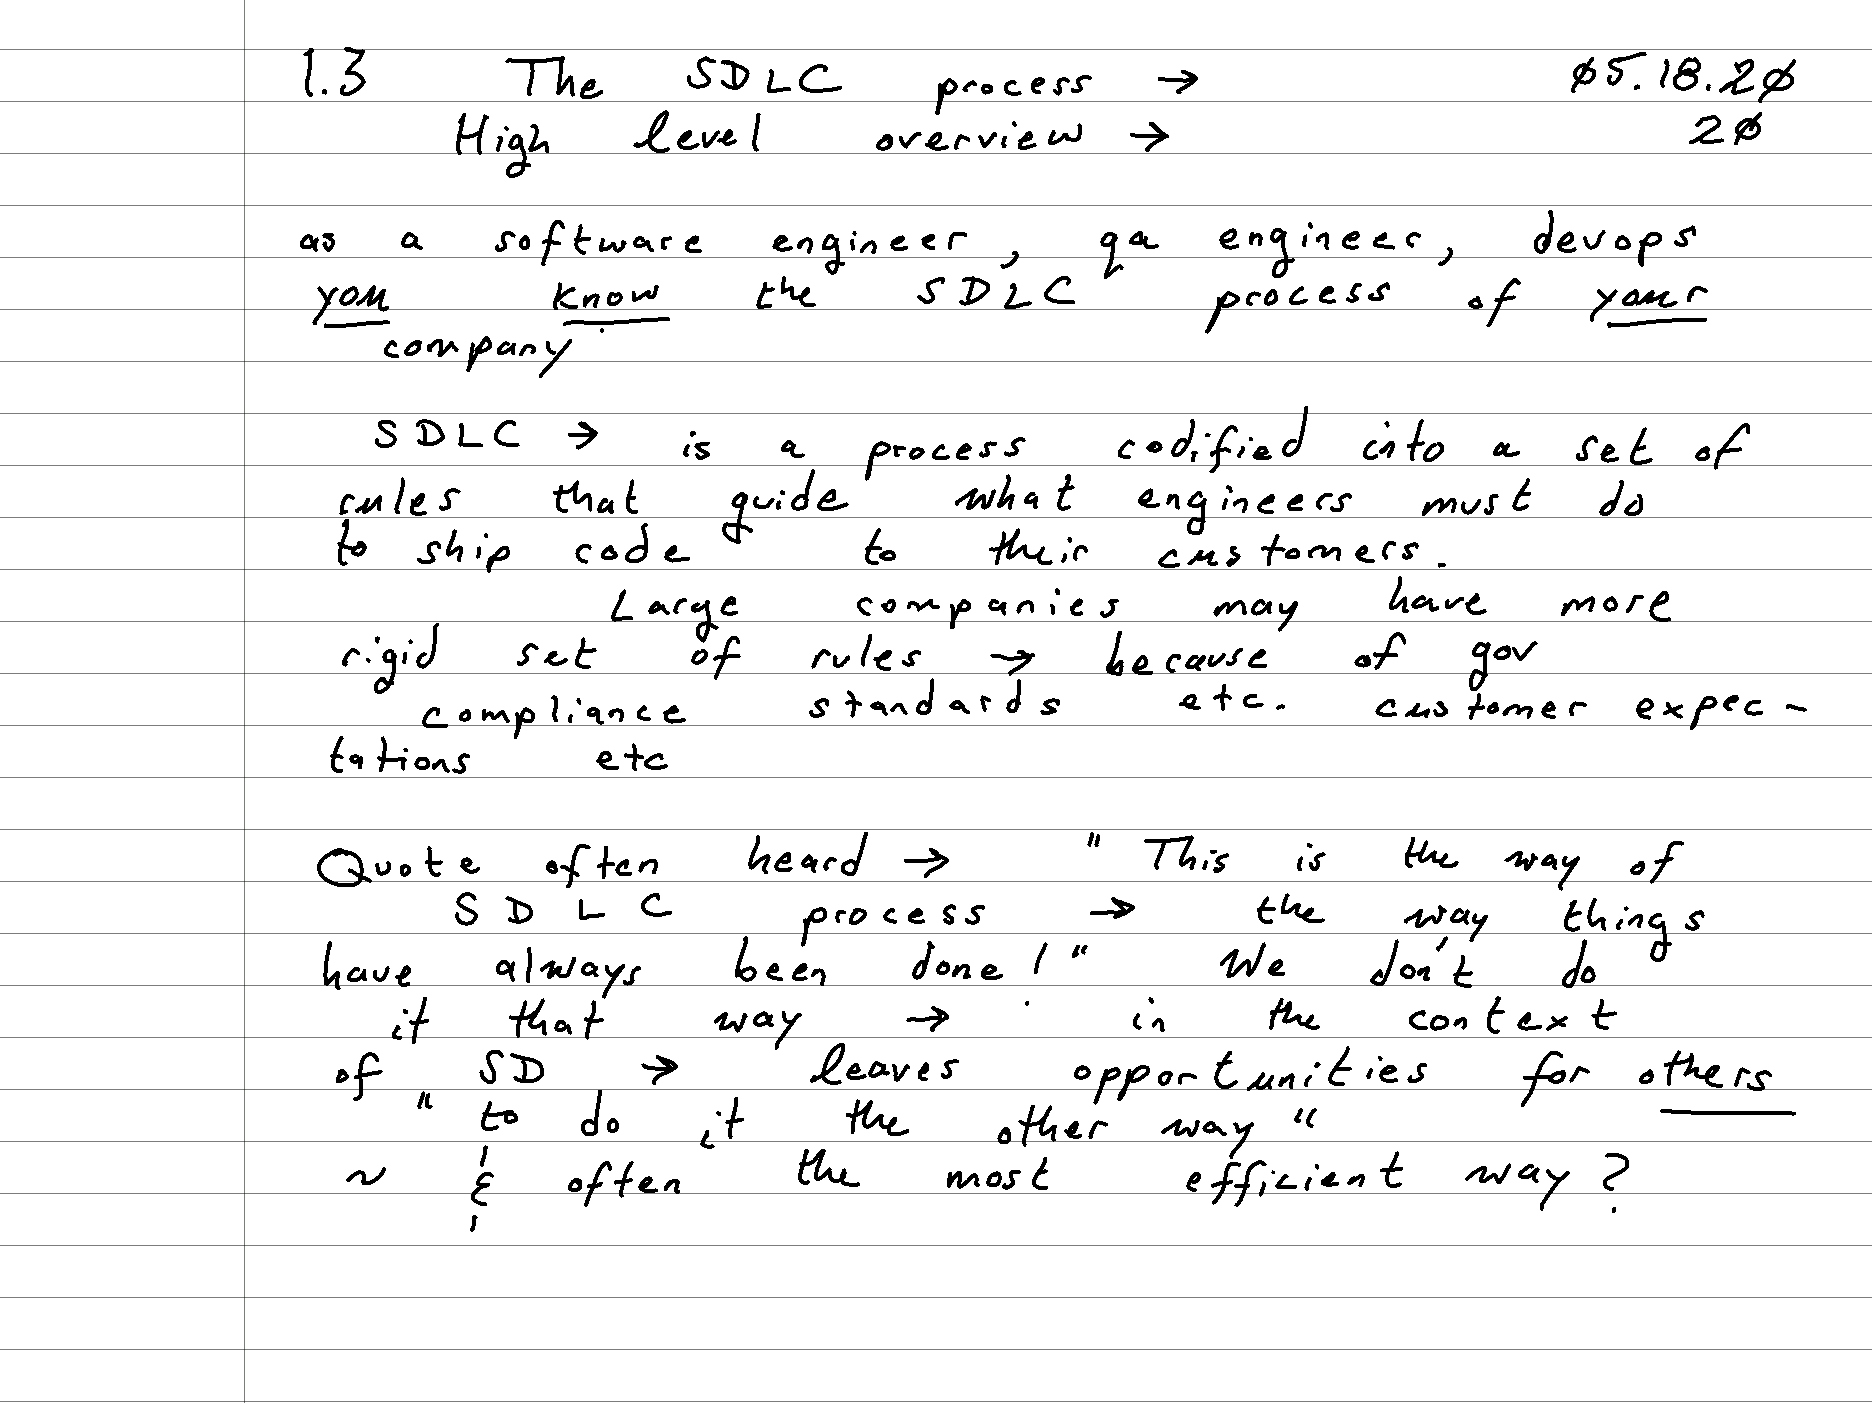 1.3 The SDLC process → 05.18.20
High level overview → 20
as a software engineer, qa engineer, devops
you know the SDLC process of your
company
SDLC → is a process codified into a set of
rules that guide what engineers must do
to ship code to their customers.
Large companies may have more
rigid set of rules → because of gov
compliance standards etc. customer expec-
tations etc
Quote often heard → "This is the way of
SDLC process → the way things
have always been done!" We don't do
it that way → in the context
of SD → leaves opportunities for others
"to do it the other way"
~ & often the most efficient way?